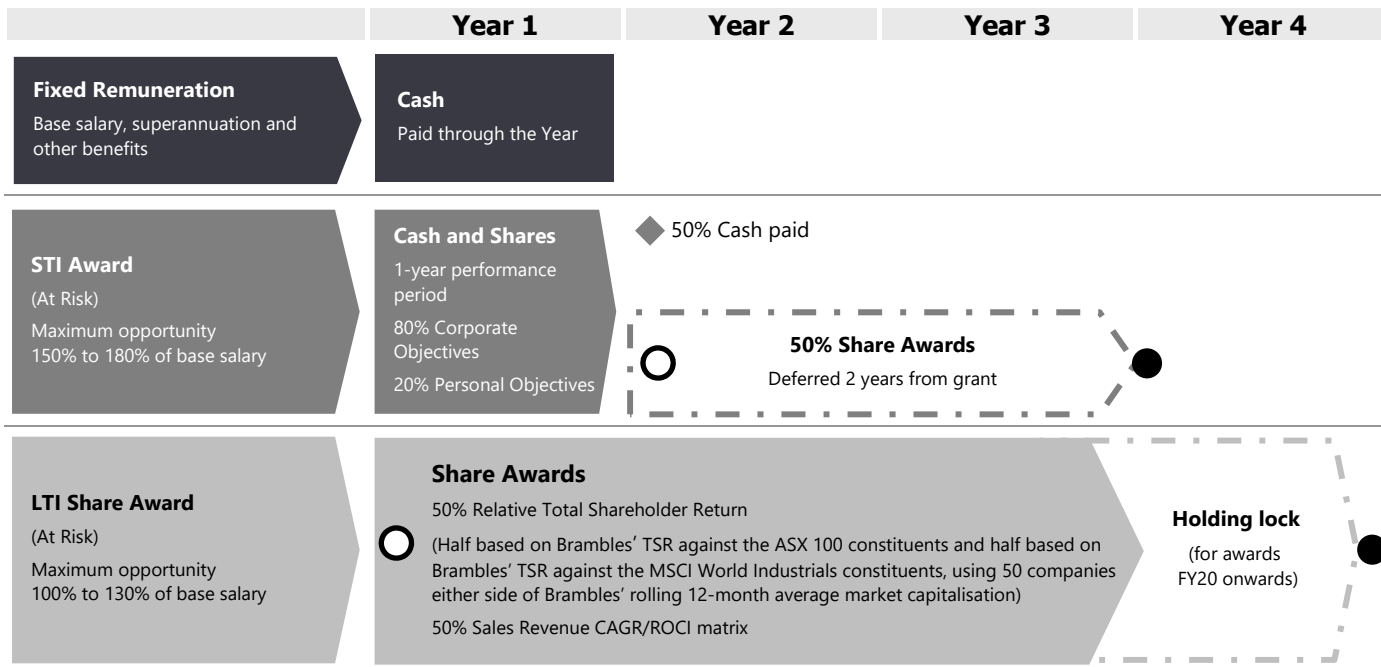 Year 1
Year 2
Year 3
Year 4
Fixed Remuneration
Base salary, superannuation and
other benefits
Cash
Paid through the Year
STI Award
(At Risk)
Maximum opportunity
150% to 180% of base salary
Cash and Shares
1-year performance
period
80% Corporate
Objectives
20% Personal Objectives
50% Cash paid
50% Share Awards
Deferred 2 years from grant
LTI Share Award
(At Risk)
Maximum opportunity
100% to 130% of base salary
Share Awards
50% Relative Total Shareholder Return
(Half based on Brambles’ TSR against the ASX 100 constituents and half based on
Brambles’ TSR against the MSCI World Industrials constituents, using 50 companies
either side of Brambles’ rolling 12-month average market capitalisation)
50% Sales Revenue CAGR/ROCI matrix
Holding lock
(for awards
FY20 onwards)